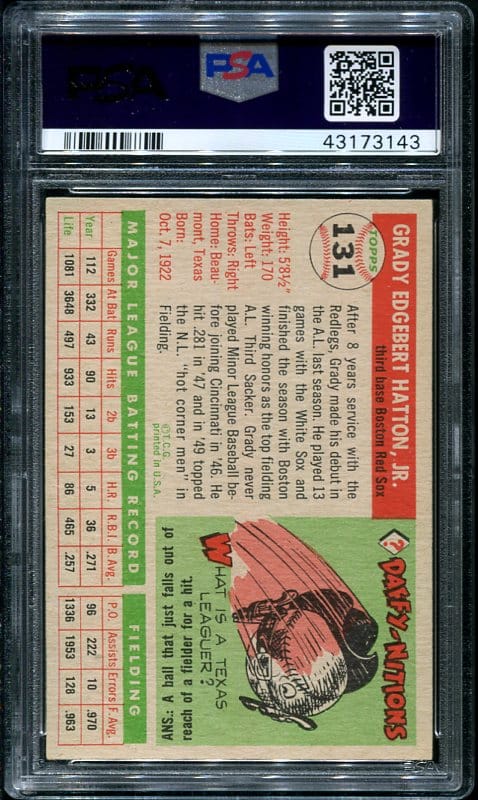 PSA
PSA
43173143
TOPPS
131
GRADY EDGEBERT HATTON, JR.
third base Boston Red Sox
Height: 5'8½"
Weight: 170
Bats: Left
Throws: Right
Home: Beau-
mont, Texas
Born:
Oct. 7, 1922
After 8 years service with the
Redlegs, Grady made his debut in
the A.L. last season. He played 13
games with the White Sox and
finished the season with Boston
winning honors as the top fielding
A.L. Third Sacker. Grady never
played Minor League Baseball be-
fore joining Cincinnati in '46. He
hit .281 in '47 and in '49 topped
the N.L. "hot corner men" in
Fielding.
©T.C.G.
printed in U.S.A.
?
DAFFY-NITIONS
WHAT IS A TEXAS
LEAGUER?
ANS.: A ball that just falls out of
reach of a fielder for a hit.
MAJOR LEAGUE BATTING RECORD
FIELDING
Games At Bat Runs Hits 2b 3b H.R. R.B.I. B.Avg. P.O. Assists Errors F. Avg.
Year 112 332 43 90 13 3 5 36 .271 96 222 10 .970
Life 1081 3648 497 933 153 27 86 465 .257 1336 1953 128 .963
PSA